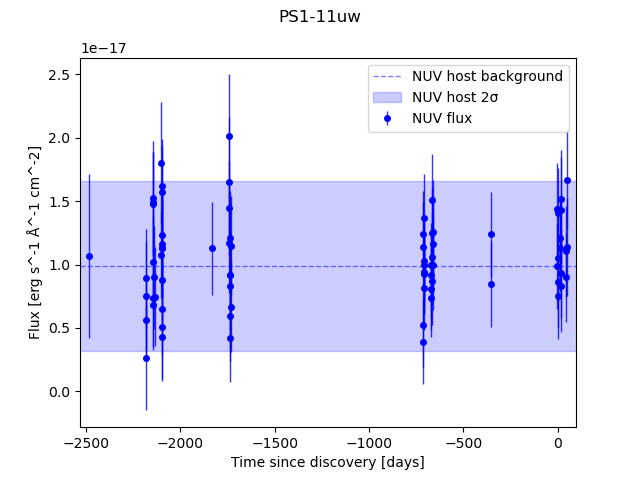 PS1-11uw
1e−17
NUV host background
NUV host 2σ
NUV flux
2.5
2.0
1.5
1.0
0.5
0.0
Flux [erg s^-1 Å^-1 cm^-2]
−2500 −2000 −1500 −1000 −500 0
Time since discovery [days]